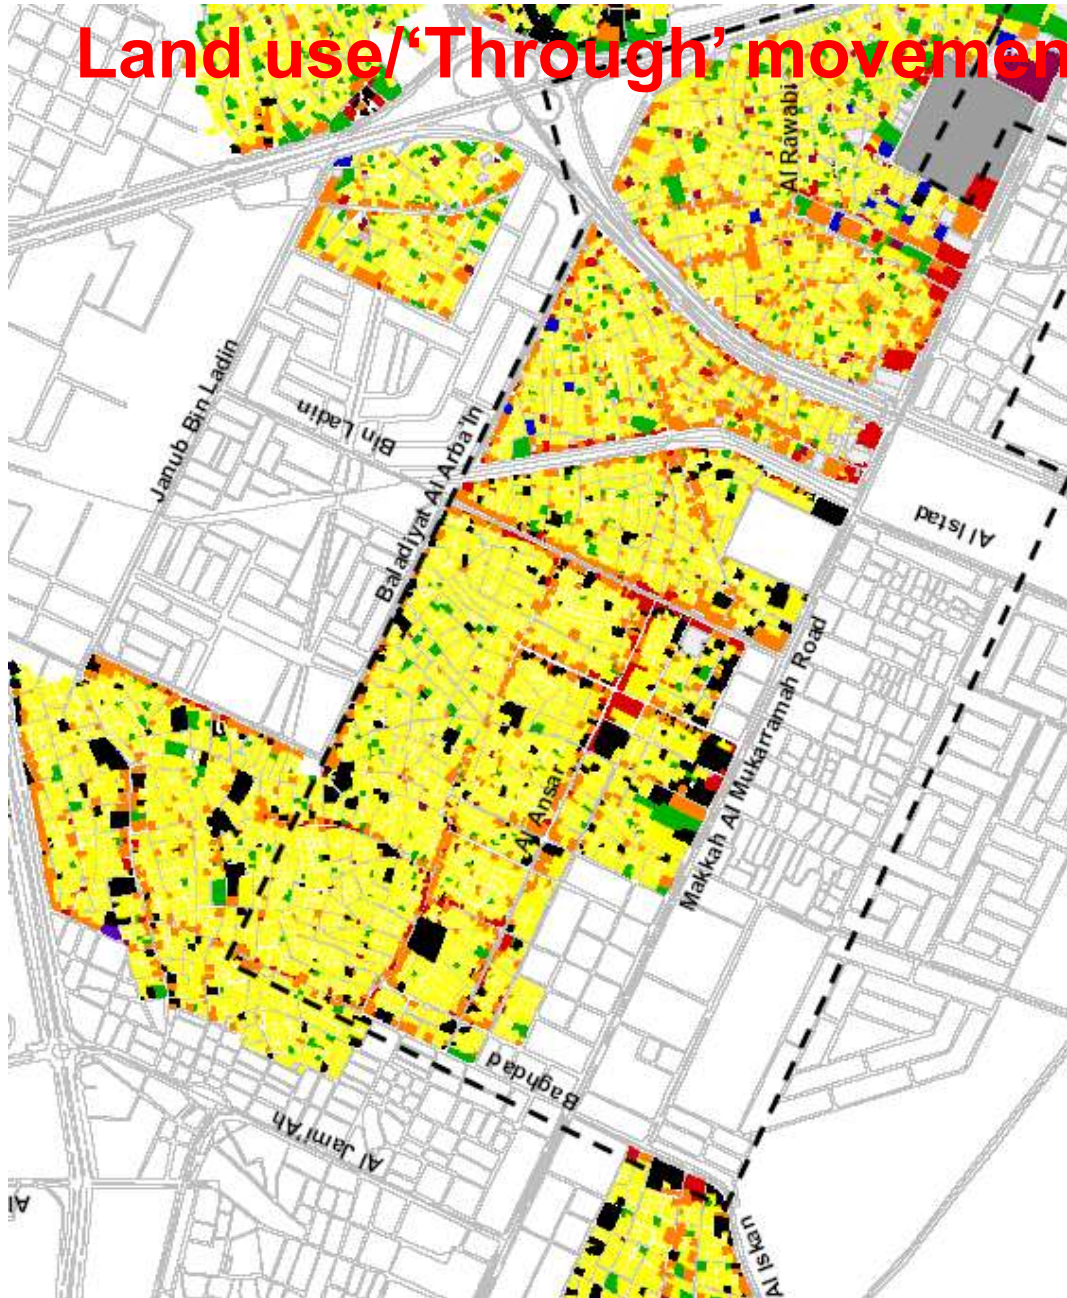 Land use/‘Through’ movemen
Al Rawabi
Janub Bin Ladin
Bin Ladin
Baladiyat Al Arba'In
Al Istad
Makkah Al Mukarramah Road
Al Ansar
Baghdad
Al Jami'Ah
Al
Al Iskan